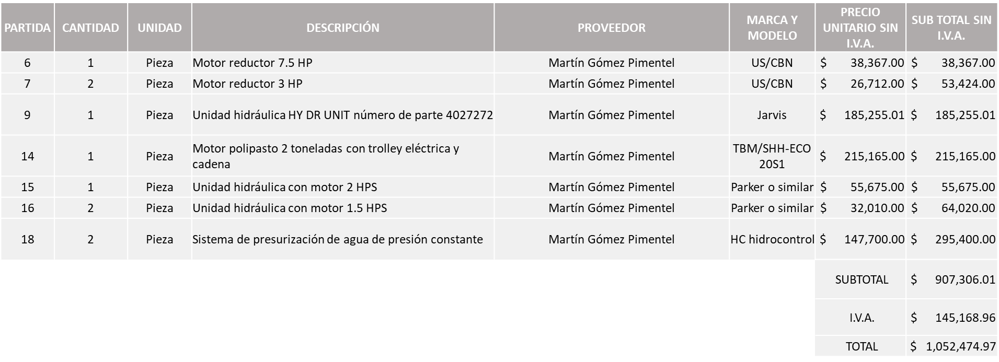 PARTIDA CANTIDAD UNIDAD DESCRIPCIÓN PROVEEDOR MARCA Y MODELO PRECIO UNITARIO SIN I.V.A. SUB TOTAL SIN I.V.A.
6 1 Pieza Motor reductor 7.5 HP Martín Gómez Pimentel US/CBN $ 38,367.00 $ 38,367.00
7 2 Pieza Motor reductor 3 HP Martín Gómez Pimentel US/CBN $ 26,712.00 $ 53,424.00
9 1 Pieza Unidad hidráulica HY DR UNIT número de parte 4027272 Martín Gómez Pimentel Jarvis $ 185,255.01 $ 185,255.01
14 1 Pieza Motor polipasto 2 toneladas con trolley eléctrica y cadena Martín Gómez Pimentel TBM/SHH-ECO 20S1 $ 215,165.00 $ 215,165.00
15 1 Pieza Unidad hidráulica con motor 2 HPS Martín Gómez Pimentel Parker o similar $ 55,675.00 $ 55,675.00
16 2 Pieza Unidad hidráulica con motor 1.5 HPS Martín Gómez Pimentel Parker o similar $ 32,010.00 $ 64,020.00
18 2 Pieza Sistema de presurización de agua de presión constante Martín Gómez Pimentel HC hidrocontrol $ 147,700.00 $ 295,400.00
SUBTOTAL $ 907,306.01
I.V.A. $ 145,168.96
TOTAL $ 1,052,474.97